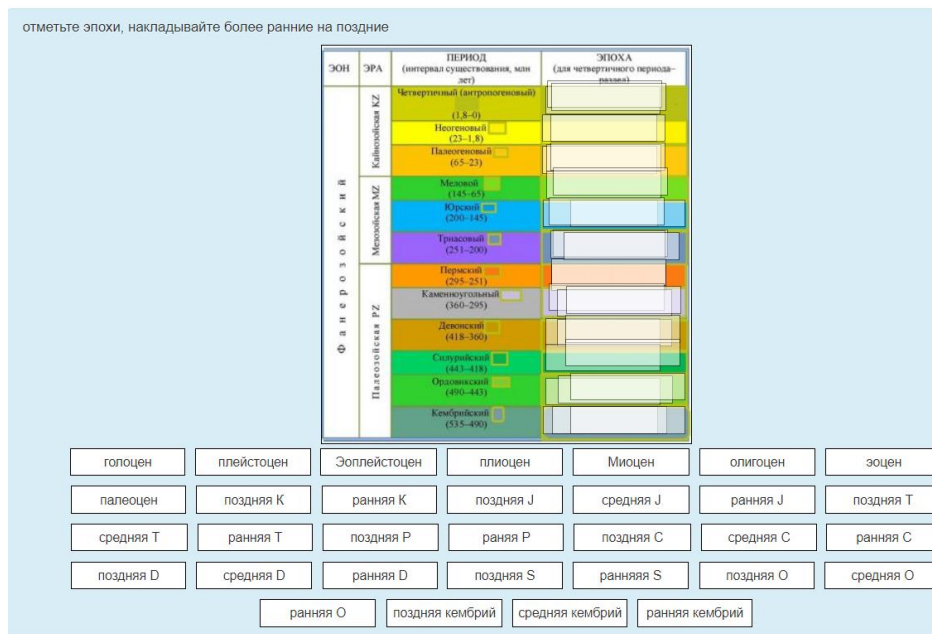 отметьте эпохи, накладывайте более ранние на поздние
ЭОН ЭРА ПЕРИОД ЭПОХА
(интервал существования, млн (для четвертичного периода–
лет) раздел)
Четвертичный (антропогеновый)
(1,8–0)
Неогеновый
(23–1,8)
Палеогеновый
(65–23)
Кайнозойская KZ
Меловой
(145–65)
Юрский
(200–145)
Триасовый
(251–200)
Мезозойская MZ
Пермский
(295–251)
Каменноугольный
(360–295)
Девонский
(418–360)
Силурийский
(443–418)
Ордовикский
(490–443)
Кембрийский
(535–490)
Палеозойская PZ
Фанерозойский
голоцен плейстоцен Эоплейстоцен плиоцен Миоцен олигоцен эоцен
палеоцен поздняя K ранняя K поздняя J средняя J ранняя J поздняя T
средняя T ранняя T поздняя P раняя P поздняя C средняя C ранняя C
поздняя D средняя D ранняя D поздняя S ранняяя S поздняя O средняя O
ранняя O поздняя кембрий средняя кембрий ранняя кембрий